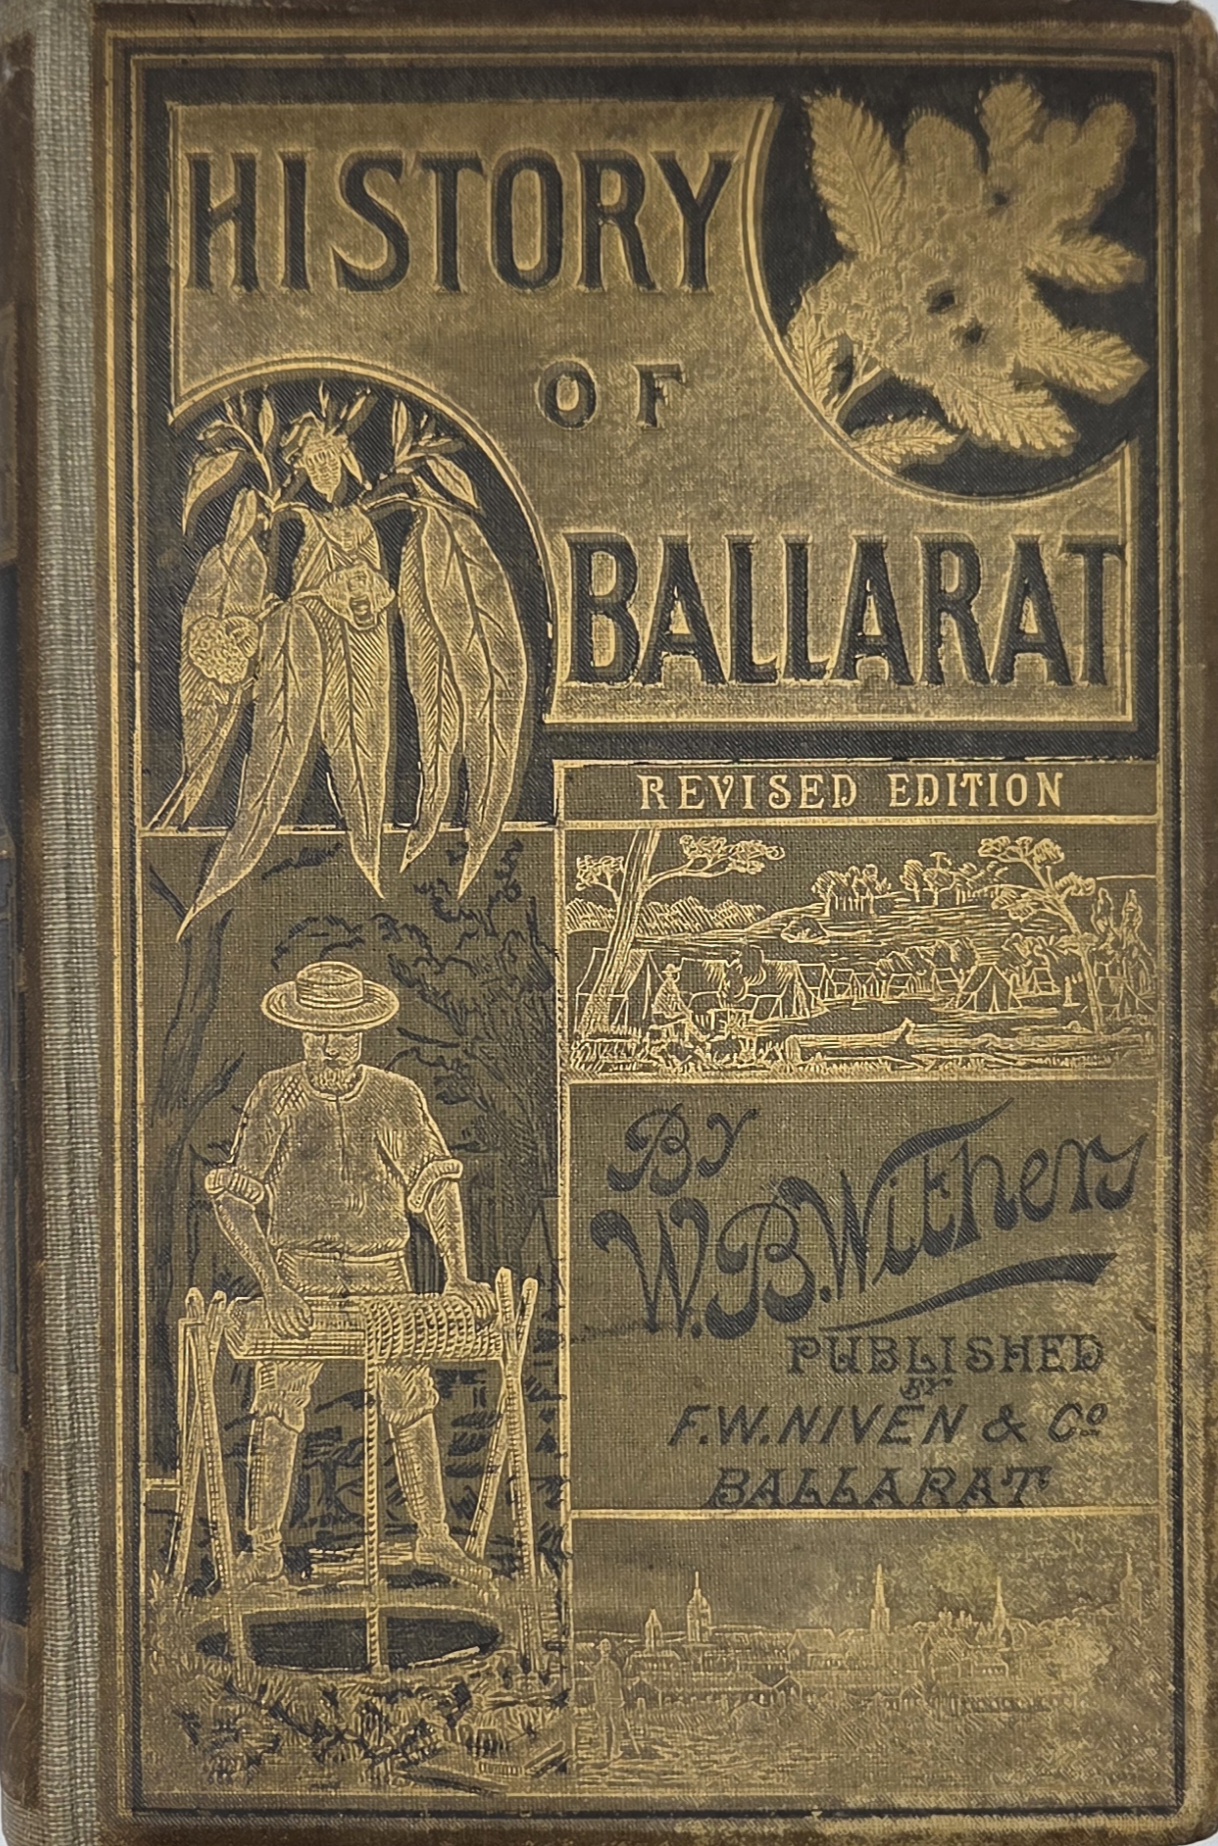 HISTORY
OF
BALLARAT
REVISED EDITION
By
W.B.Withers
PUBLISHED
BY
F.W.NIVEN & Co
BALLARAT